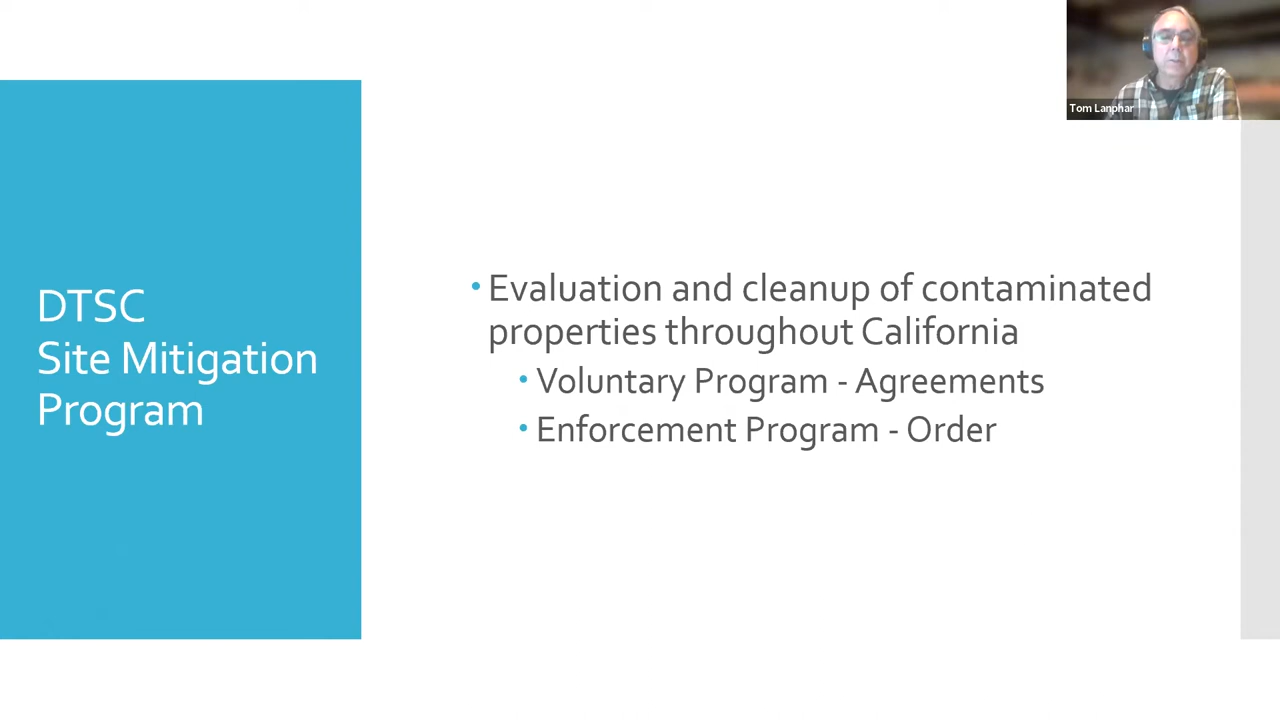 DTSC
Site Mitigation
Program
• Evaluation and cleanup of contaminated
properties throughout California
• Voluntary Program - Agreements
• Enforcement Program - Order
Tom Lanphar